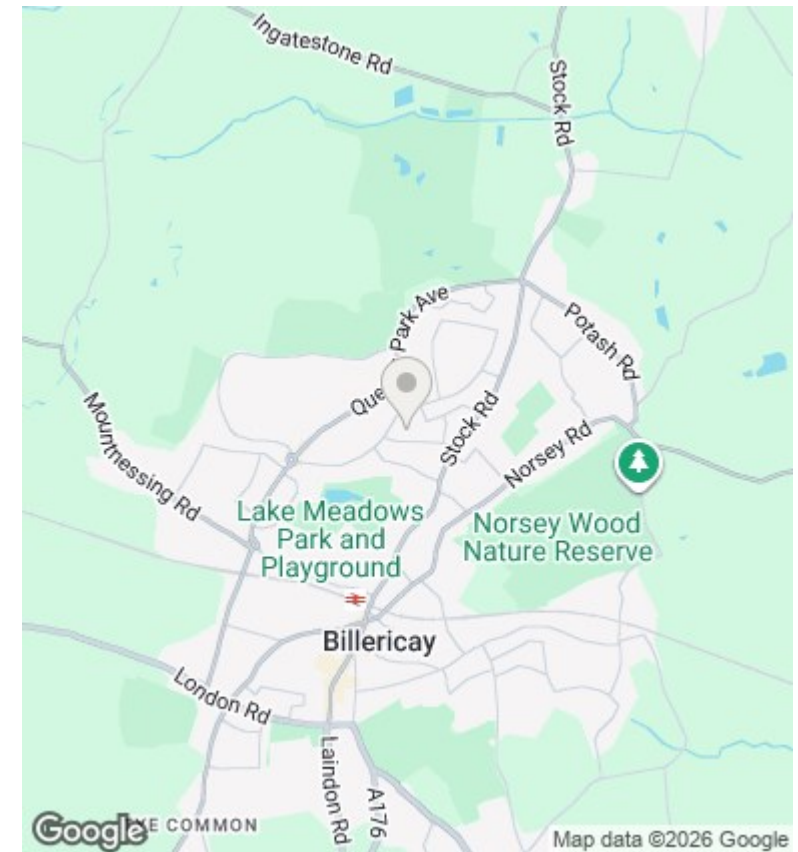 Ingatestone Rd
Stock Rd
Park Ave
Potash Rd
Mountnessing Rd
Stock Rd
Norsey Rd
Lake Meadows
Park and
Playground
Norsey Wood
Nature Reserve
Billericay
London Rd
Laindon Rd
A176
COMMON
Google
Map data ©2026 Google